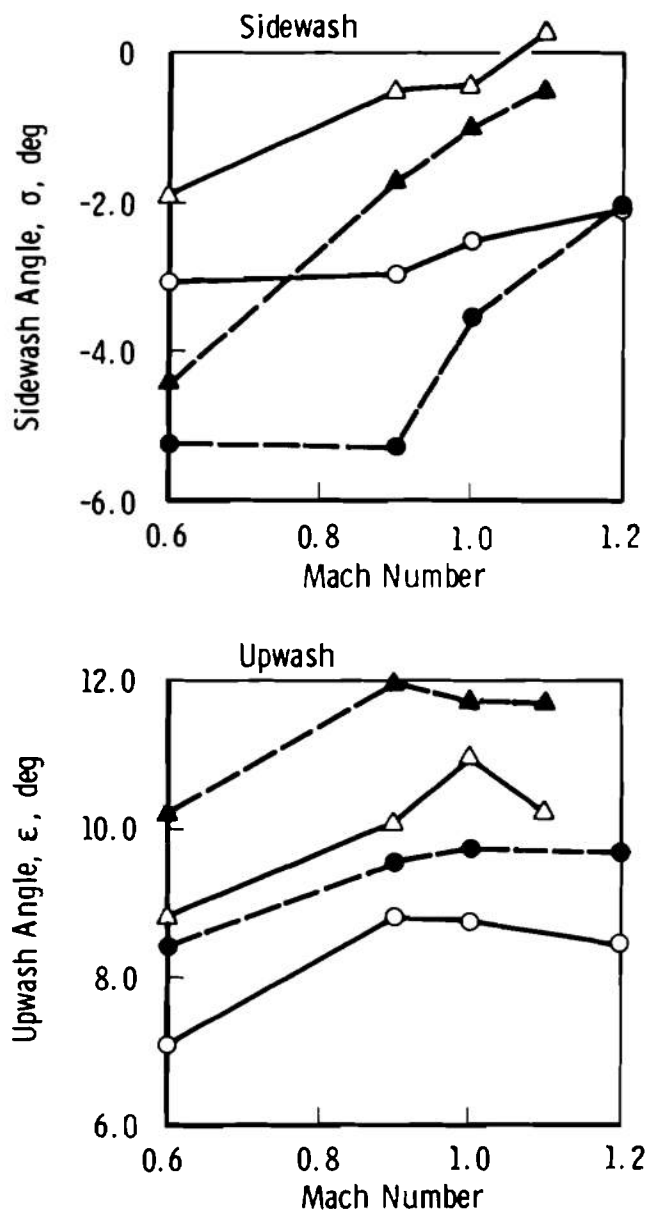 Sidewash
0
-2.0
-4.0
-6.0
Sidewash Angle, σ, deg
0.6 0.8 1.0 1.2
Mach Number
Upwash
12.0
10.0
8.0
6.0
Upwash Angle, ε, deg
0.6 0.8 1.0 1.2
Mach Number